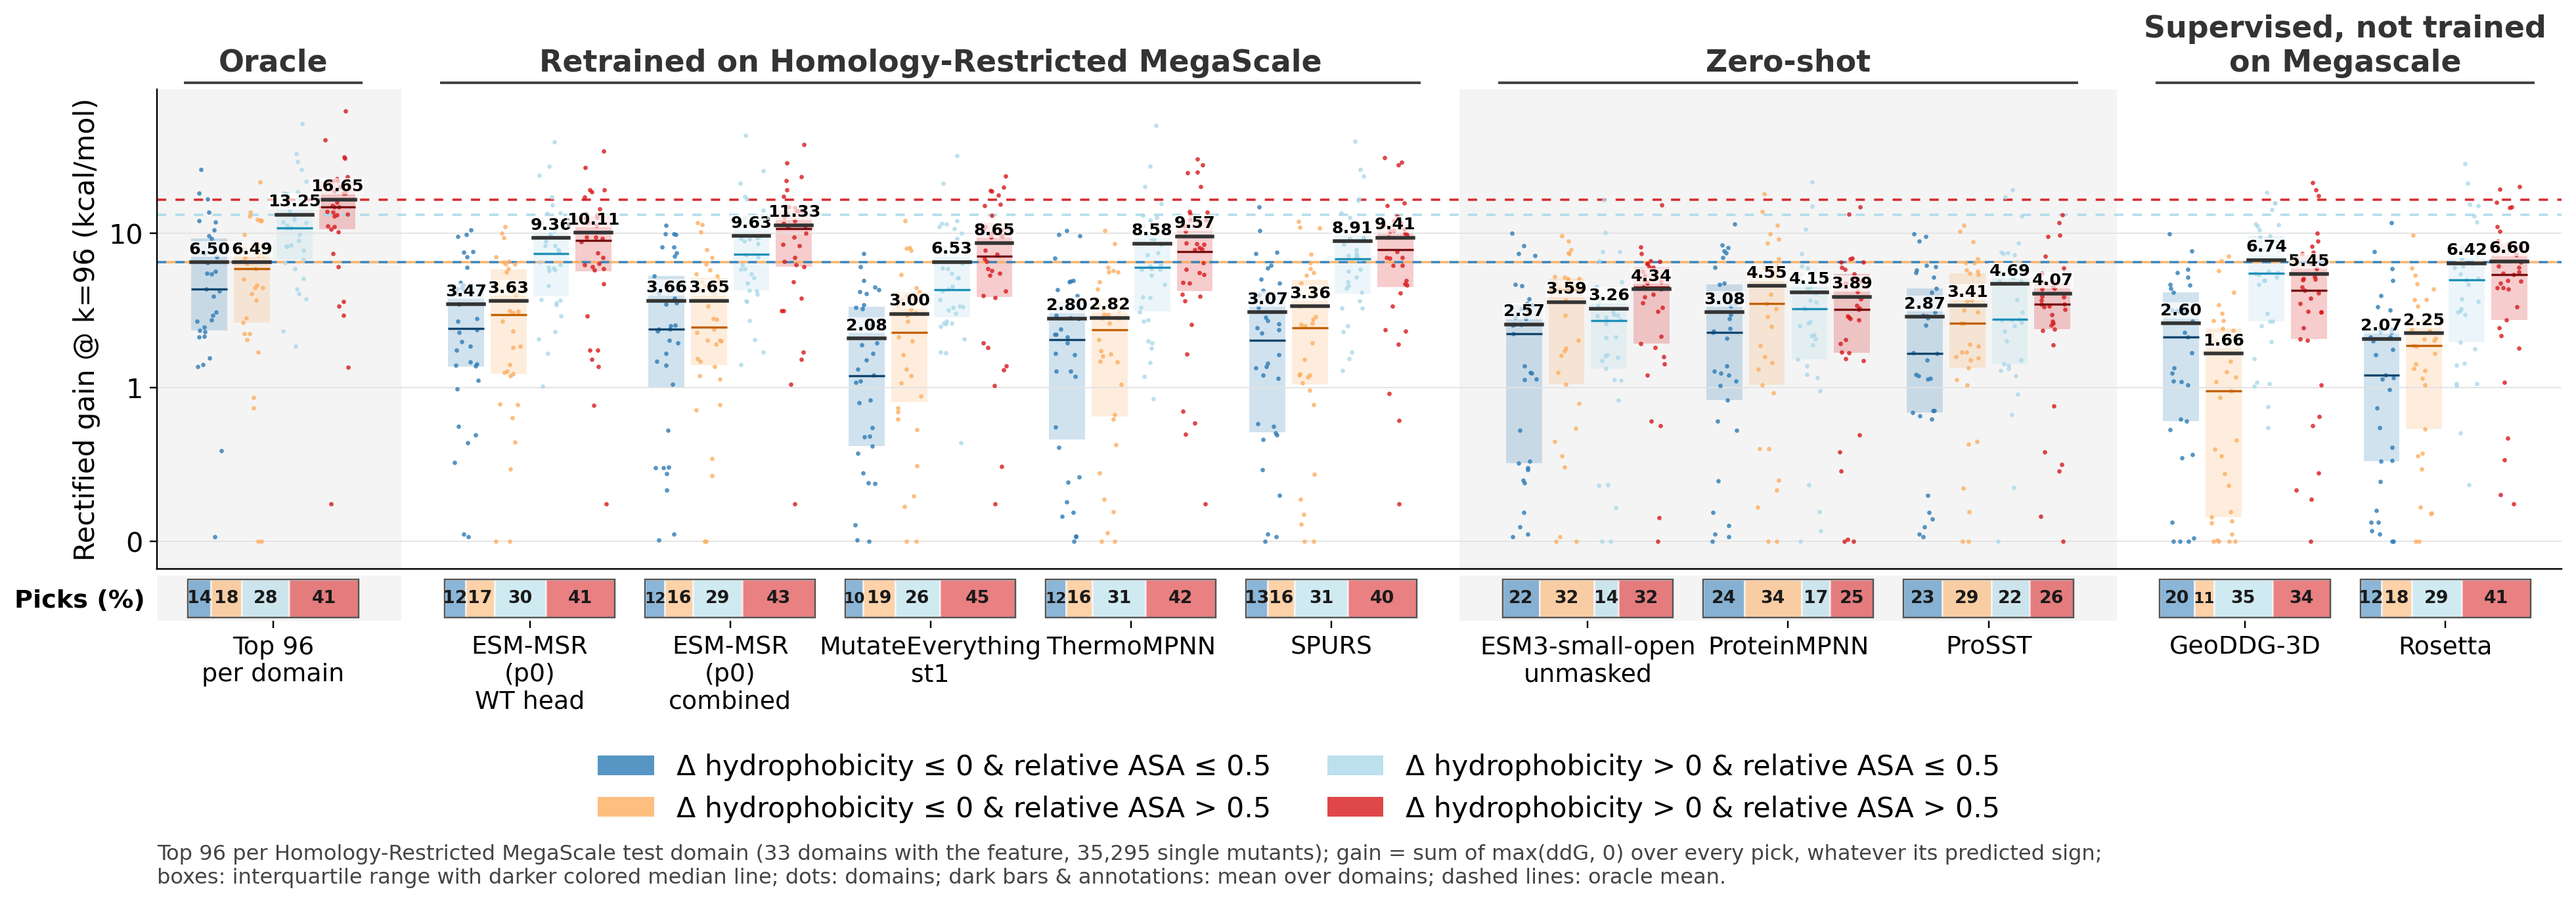 Oracle
Retrained on Homology-Restricted MegaScale
Zero-shot
Supervised, not trained
on Megascale
Rectified gain @ k=96 (kcal/mol)
10
1
0
6.50 6.49 13.25 16.65
3.47 3.63 9.36 10.11
3.66 3.65 9.63 11.33
2.08 3.00 6.53 8.65
2.80 2.82 8.58 9.57
3.07 3.36 8.91 9.41
2.57 3.59 3.26 4.34
3.08 4.55 4.15 3.89
2.87 3.41 4.69 4.07
2.60 1.66 6.74 5.45
2.07 2.25 6.42 6.60
Picks (%)
14 18 28 41
12 17 30 41
12 16 29 43
10 19 26 45
12 16 31 42
13 16 31 40
22 32 14 32
24 34 17 25
23 29 22 26
20 11 35 34
12 18 29 41
Top 96
per domain
ESM-MSR
(p0)
WT head
ESM-MSR
(p0)
combined
MutateEverything
st1
ThermoMPNN
SPURS
ESM3-small-open
unmasked
ProteinMPNN
ProSST
GeoDDG-3D
Rosetta
Δ hydrophobicity ≤ 0 & relative ASA ≤ 0.5
Δ hydrophobicity ≤ 0 & relative ASA > 0.5
Δ hydrophobicity > 0 & relative ASA ≤ 0.5
Δ hydrophobicity > 0 & relative ASA > 0.5
Top 96 per Homology-Restricted MegaScale test domain (33 domains with the feature, 35,295 single mutants); gain = sum of max(ddG, 0) over every pick, whatever its predicted sign;
boxes: interquartile range with darker colored median line; dots: domains; dark bars & annotations: mean over domains; dashed lines: oracle mean.